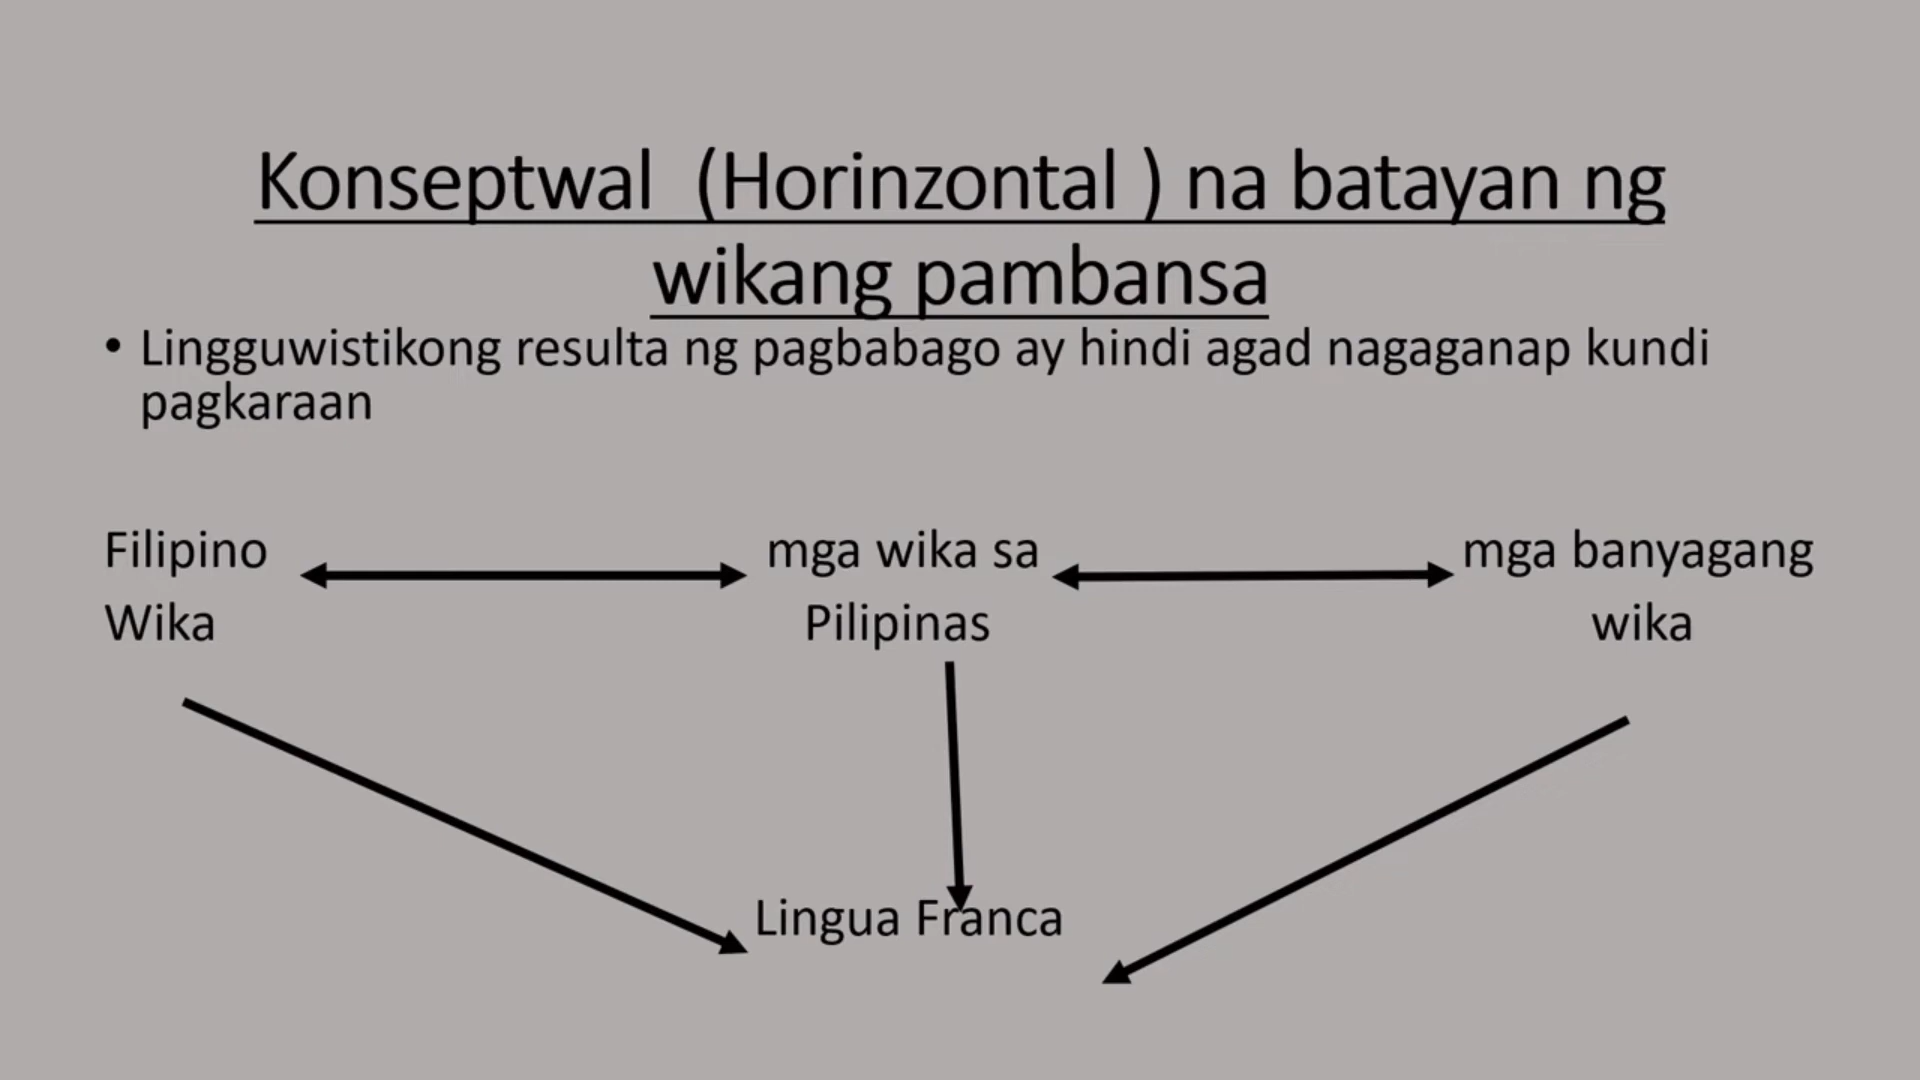 Konseptwal (Horinzontal ) na batayan ng
wikang pambansa
• Lingguwistikong resulta ng pagbabago ay hindi agad nagaganap kundi
pagkaraan
Filipino mga wika sa mga banyagang
Wika Pilipinas wika
Lingua Franca